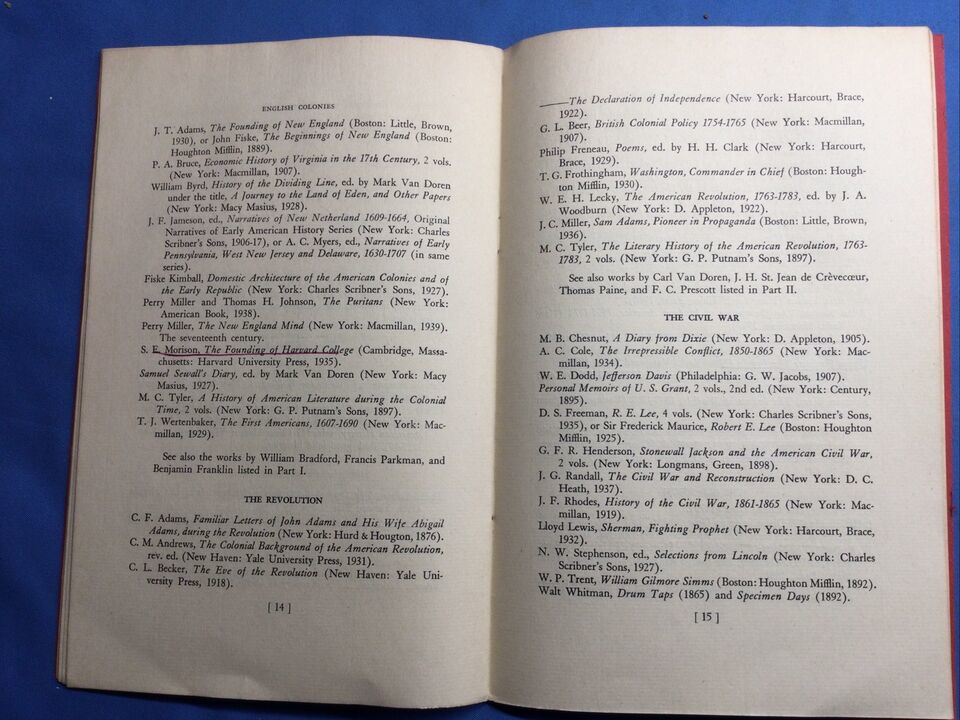 ENGLISH COLONIES
J. T. Adams, The Founding of New England (Boston: Little, Brown,
1930), or John Fiske, The Beginnings of New England (Boston:
Houghton Mifflin, 1889).
P. A. Bruce, Economic History of Virginia in the 17th Century, 2 vols.
(New York: Macmillan, 1907).
William Byrd, History of the Dividing Line, ed. by Mark Van Doren
under the title, A Journey to the Land of Eden, and Other Papers
(New York: Macy Masius, 1928).
J. F. Jameson, ed., Narratives of New Netherland 1609-1664, Original
Narratives of Early American History Series (New York: Charles
Scribner's Sons, 1906-17), or A. C. Myers, ed., Narratives of Early
Pennsylvania, West New Jersey and Delaware, 1630-1707 (in same
series).
Fiske Kimball, Domestic Architecture of the American Colonies and of
the Early Republic (New York: Charles Scribner's Sons, 1927).
Perry Miller and Thomas H. Johnson, The Puritans (New York:
American Book, 1938).
Perry Miller, The New England Mind (New York: Macmillan, 1939).
The seventeenth century.
S. E. Morison, The Founding of Harvard College (Cambridge, Massa-
chusetts: Harvard University Press, 1935).
Samuel Sewall's Diary, ed. by Mark Van Doren (New York: Macy
Masius, 1927).
M. C. Tyler, A History of American Literature during the Colonial
Time, 2 vols. (New York: G. P. Putnam's Sons, 1897).
T. J. Wertenbaker, The First Americans, 1607-1690 (New York: Mac-
millan, 1929).
See also the works by William Bradford, Francis Parkman, and
Benjamin Franklin listed in Part I.
THE REVOLUTION
C. F. Adams, Familiar Letters of John Adams and His Wife Abigail
Adams, during the Revolution (New York: Hurd & Hougton, 1876).
C. M. Andrews, The Colonial Background of the American Revolution,
rev. ed. (New Haven: Yale University Press, 1931).
C. L. Becker, The Eve of the Revolution (New Haven: Yale Uni-
versity Press, 1918).
[ 14 ]
———The Declaration of Independence (New York: Harcourt, Brace,
1922).
G. L. Beer, British Colonial Policy 1754-1765 (New York: Macmillan,
1907).
Philip Freneau, Poems, ed. by H. H. Clark (New York: Harcourt,
Brace, 1929).
T. G. Frothingham, Washington, Commander in Chief (Boston: Hough-
ton Mifflin, 1930).
W. E. H. Lecky, The American Revolution, 1763-1783, ed. by J. A.
Woodburn (New York: D. Appleton, 1922).
J. C. Miller, Sam Adams, Pioneer in Propaganda (Boston: Little, Brown,
1936).
M. C. Tyler, The Literary History of the American Revolution, 1763-
1783, 2 vols. (New York: G. P. Putnam's Sons, 1897).
See also works by Carl Van Doren, J. H. St. Jean de Crèvecœur,
Thomas Paine, and F. C. Prescott listed in Part II.
THE CIVIL WAR
M. B. Chesnut, A Diary from Dixie (New York: D. Appleton, 1905).
A. C. Cole, The Irrepressible Conflict, 1850-1865 (New York: Mac-
millan, 1934).
W. E. Dodd, Jefferson Davis (Philadelphia: G. W. Jacobs, 1907).
Personal Memoirs of U. S. Grant, 2 vols., 2nd ed. (New York: Century,
1895).
D. S. Freeman, R. E. Lee, 4 vols. (New York: Charles Scribner's Sons,
1935), or Sir Frederick Maurice, Robert E. Lee (Boston: Houghton
Mifflin, 1925).
G. F. R. Henderson, Stonewall Jackson and the American Civil War,
2 vols. (New York: Longmans, Green, 1898).
J. G. Randall, The Civil War and Reconstruction (New York: D. C.
Heath, 1937).
J. F. Rhodes, History of the Civil War, 1861-1865 (New York: Mac-
millan, 1919).
Lloyd Lewis, Sherman, Fighting Prophet (New York: Harcourt, Brace,
1932).
N. W. Stephenson, ed., Selections from Lincoln (New York: Charles
Scribner's Sons, 1927).
W. P. Trent, William Gilmore Simms (Boston: Houghton Mifflin, 1892).
Walt Whitman, Drum Taps (1865) and Specimen Days (1892).
[ 15 ]